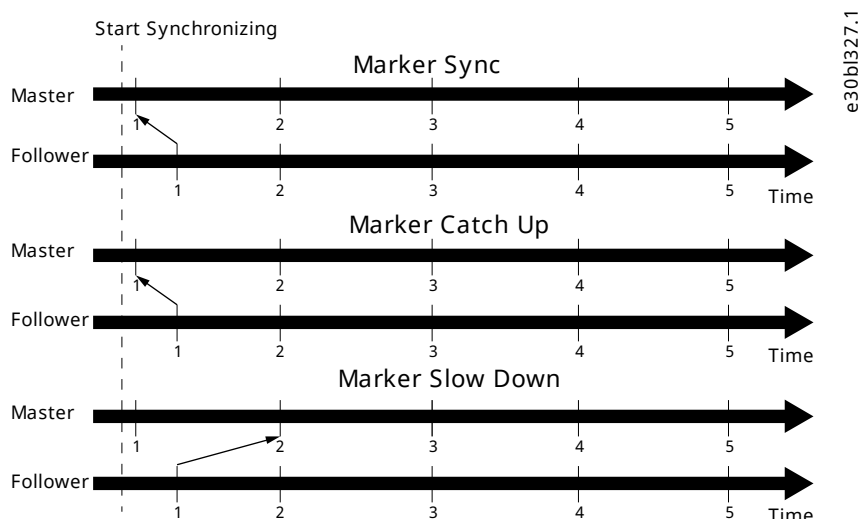 Start Synchronizing
e30bl327.1
Marker Sync
Master
1 2 3 4 5
Follower
1 2 3 4 5
Time
Marker Catch Up
Master
1 2 3 4 5
Follower
1 2 3 4 5
Time
Marker Slow Down
Master
1 2 3 4 5
Follower
1 2 3 4 5
Time